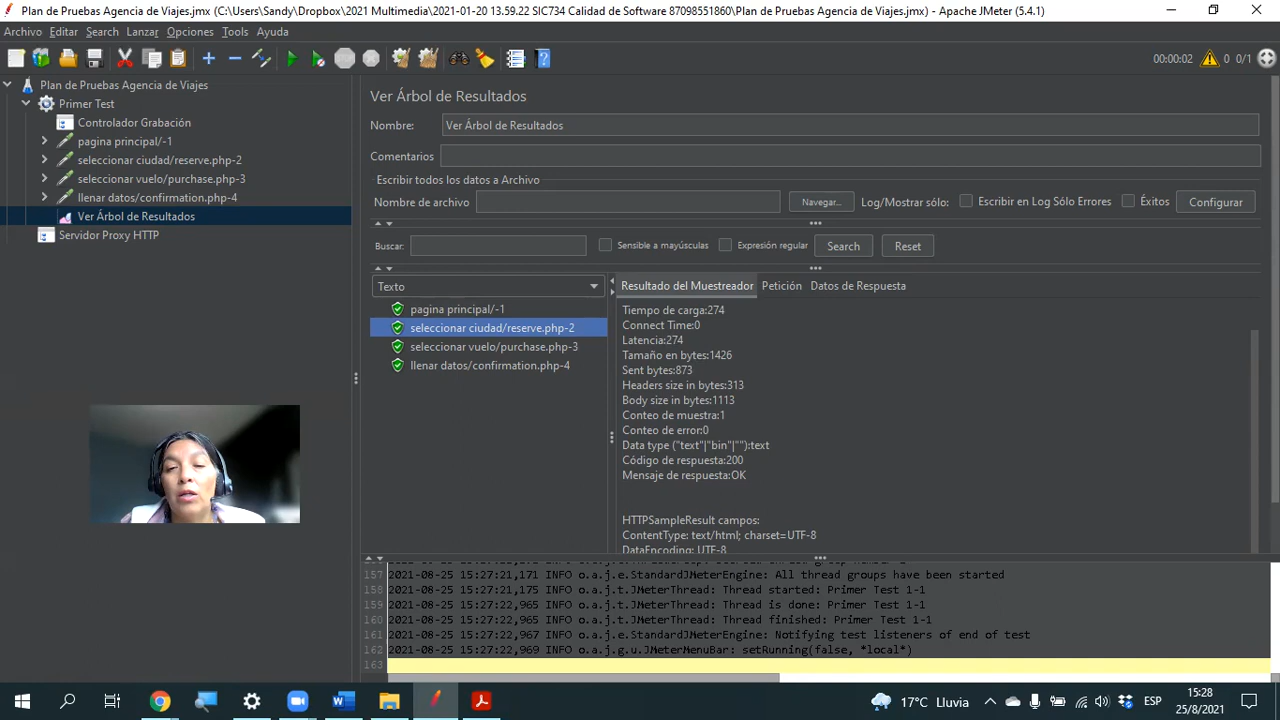 Plan de Pruebas Agencia de Viajes.jmx (C:\Users\Sandy\Dropbox\2021 Multimedia\2021-01-20 13.59.22 SIC734 Calidad de Software 87098551860\Plan de Pruebas Agencia de Viajes.jmx) - Apache JMeter (5.4.1)
Archivo Editar Search Lanzar Opciones Tools Ayuda
00:00:02 0 0/1
Plan de Pruebas Agencia de Viajes
Primer Test
Controlador Grabación
pagina principal/-1
seleccionar ciudad/reserve.php-2
seleccionar vuelo/purchase.php-3
llenar datos/confirmation.php-4
Ver Árbol de Resultados
Servidor Proxy HTTP
Ver Árbol de Resultados
Nombre: Ver Árbol de Resultados
Comentarios
Escribir todos los datos a Archivo
Nombre de archivo Navegar... Log/Mostrar sólo: Escribir en Log Sólo Errores Éxitos Configurar
Buscar: Sensible a mayúsculas Expresión regular Search Reset
Texto
pagina principal/-1
seleccionar ciudad/reserve.php-2
seleccionar vuelo/purchase.php-3
llenar datos/confirmation.php-4
Resultado del Muestreador Petición Datos de Respuesta
Tiempo de carga:274
Connect Time:0
Latencia:274
Tamaño en bytes:1426
Sent bytes:873
Headers size in bytes:313
Body size in bytes:1113
Conteo de muestra:1
Conteo de error:0
Data type ("text"|"bin"|""):text
Código de respuesta:200
Mensaje de respuesta:OK
HTTPSampleResult campos:
ContentType: text/html; charset=UTF-8
DataEncoding: UTF-8
157 2021-08-25 15:27:21,171 INFO o.a.j.e.StandardJMeterEngine: All thread groups have been started
158 2021-08-25 15:27:21,175 INFO o.a.j.t.JMeterThread: Thread started: Primer Test 1-1
159 2021-08-25 15:27:22,965 INFO o.a.j.t.JMeterThread: Thread is done: Primer Test 1-1
160 2021-08-25 15:27:22,965 INFO o.a.j.t.JMeterThread: Thread finished: Primer Test 1-1
161 2021-08-25 15:27:22,967 INFO o.a.j.e.StandardJMeterEngine: Notifying test listeners of end of test
162 2021-08-25 15:27:22,969 INFO o.a.j.g.u.JMeterMenuBar: setRunning(false, *local*)
163
17°C Lluvia ESP
15:28
25/8/2021